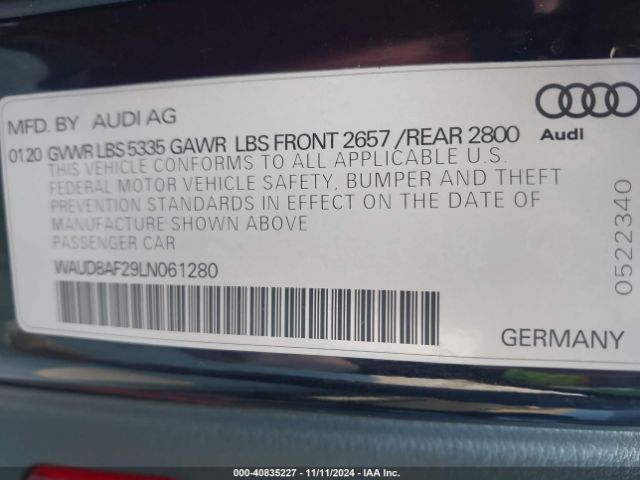 MFD. BY AUDI AG
0120 GVWR LBS 5335 GAWR LBS FRONT 2657 /REAR 2800
THIS VEHICLE CONFORMS TO ALL APPLICABLE U.S.
FEDERAL MOTOR VEHICLE SAFETY, BUMPER AND THEFT
PREVENTION STANDARDS IN EFFECT ON THE DATE OF
MANUFACTURE SHOWN ABOVE
PASSENGER CAR
WAUD8AF29LN061280
Audi
0522340
GERMANY
000-40835227 - 11/11/2024 - IAA Inc.